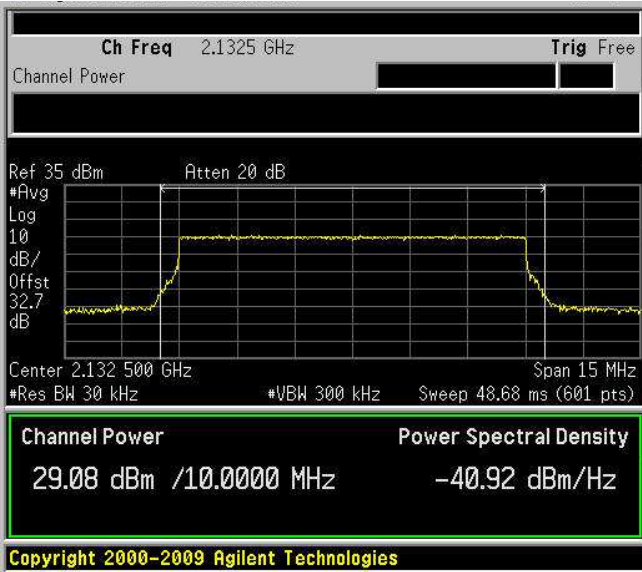 Ch Freq 2.1325 GHz Trig Free
Channel Power
Ref 35 dBm Atten 20 dB
#Avg
Log
10
dB/
Offst
32.7
dB
Center 2.132 500 GHz Span 15 MHz
#Res BW 30 kHz #VBW 300 kHz Sweep 48.68 ms (601 pts)
Channel Power Power Spectral Density
29.08 dBm /10.0000 MHz -40.92 dBm/Hz
Copyright 2000-2009 Agilent Technologies